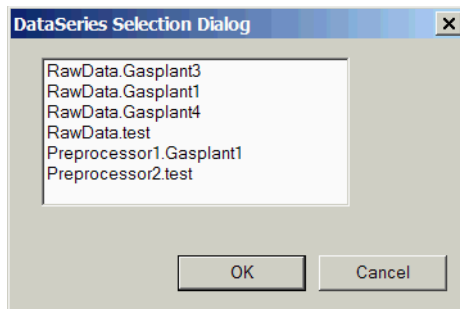 DataSeries Selection Dialog
RawData.Gasplant3
RawData.Gasplant1
RawData.Gasplant4
RawData.test
Preprocessor1.Gasplant1
Preprocessor2.test
OK Cancel